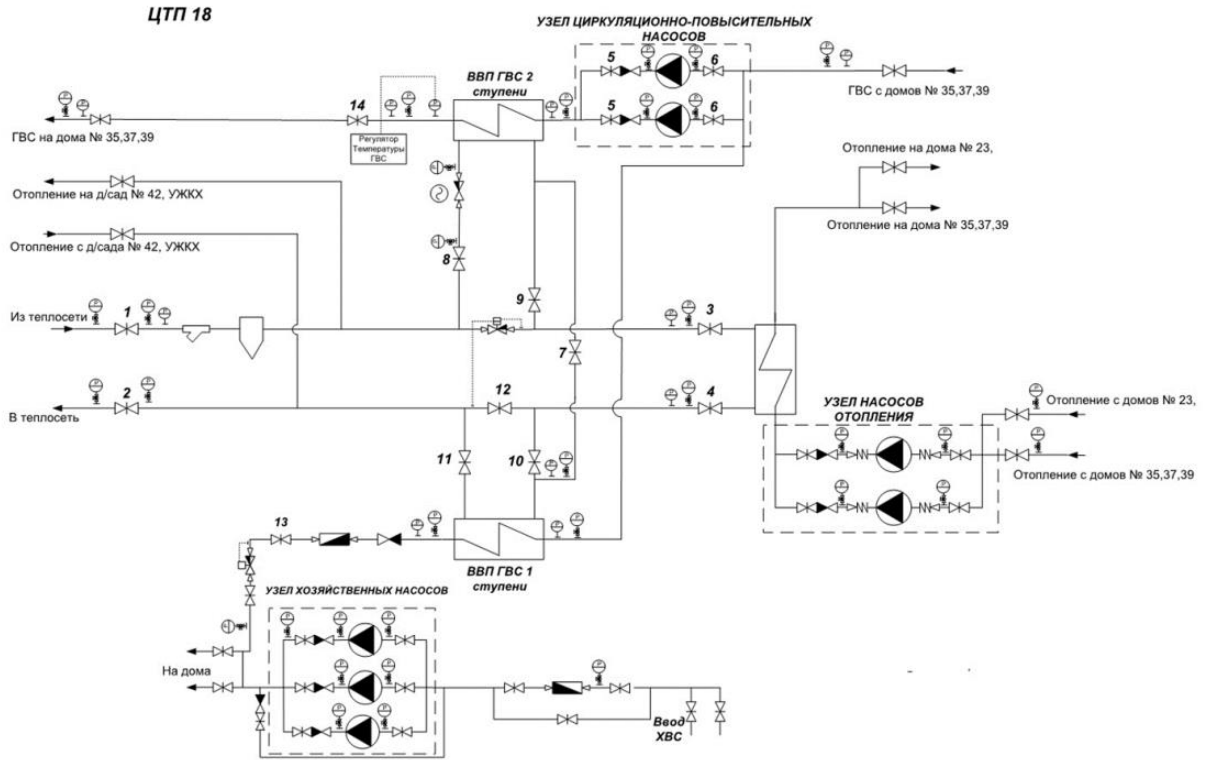 ЦТП 18
УЗЕЛ ЦИРКУЛЯЦИОННО-ПОВЫСИТЕЛЬНЫХ
НАСОСОВ
5
6
5
6
ВВП ГВС 2
ступени
14
Регулятор
Температуры
ГВС
ГВС с домов № 35,37,39
ГВС на дома № 35,37,39
Отопление на дома № 23,
Отопление на дома № 35,37,39
Отопление на д/сад № 42, УЖКХ
Отопление с д/сада № 42, УЖКХ
8
9
Из теплосети
1
3
7
2
12
4
В теплосеть
УЗЕЛ НАСОСОВ
ОТОПЛЕНИЯ
Отопление с домов № 23,
Отопление с домов № 35,37,39
11
10
13
ВВП ГВС 1
ступени
УЗЕЛ ХОЗЯЙСТВЕННЫХ НАСОСОВ
На дома
Ввод
ХВС